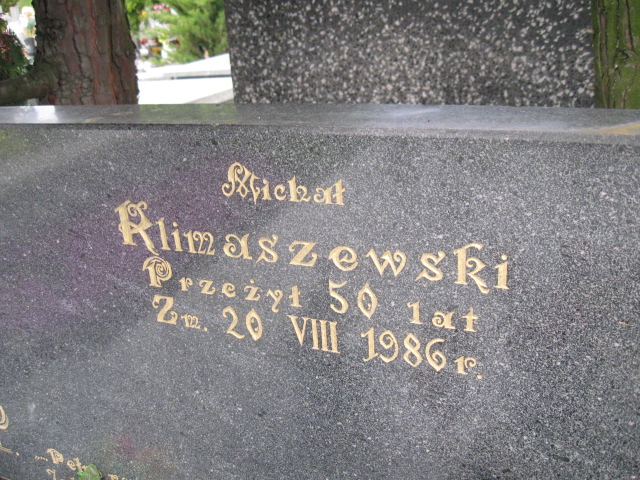 Michał
Klimaszewski
Przeżył 50 lat
Zm. 20 VIII 1986 r.